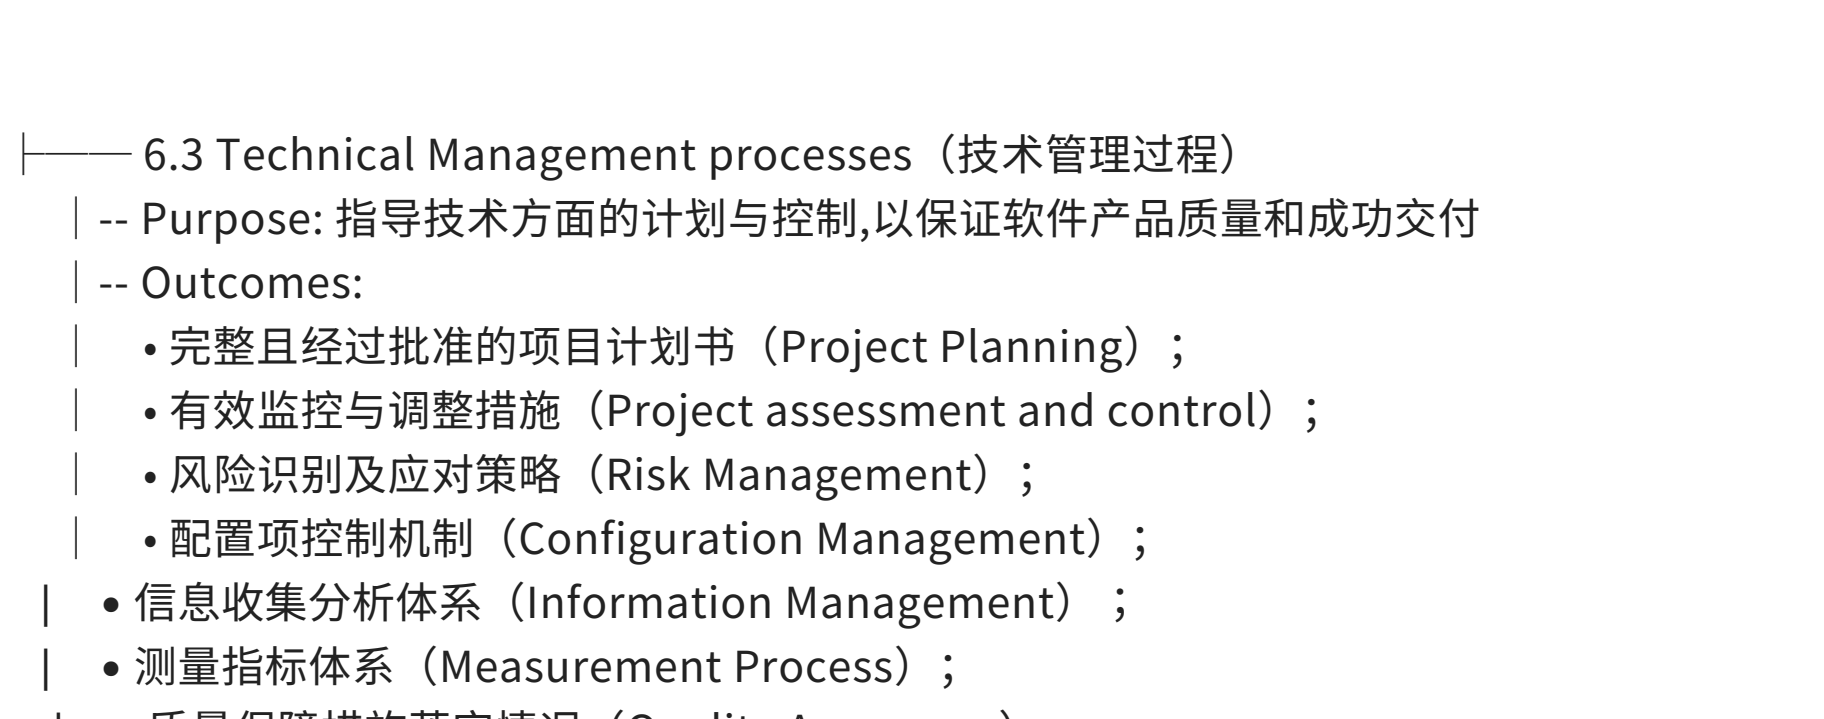 ├── 6.3 Technical Management processes（技术管理过程）
│-- Purpose: 指导技术方面的计划与控制,以保证软件产品质量和成功交付
│-- Outcomes:
│ • 完整且经过批准的项目计划书（Project Planning）；
│ • 有效监控与调整措施（Project assessment and control）；
│ • 风险识别及应对策略（Risk Management）；
│ • 配置项控制机制（Configuration Management）；
| • 信息收集分析体系（Information Management） ；
| • 测量指标体系（Measurement Process）；